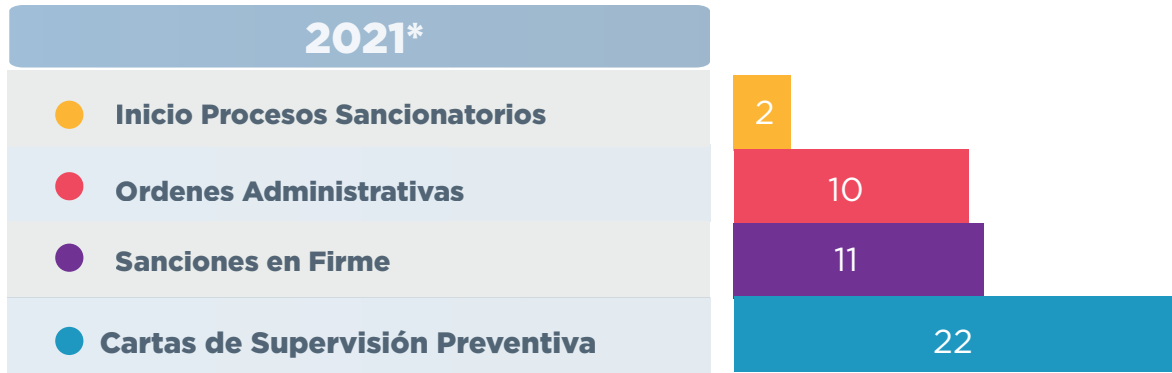 2021*
Inicio Procesos Sancionatorios
2
Ordenes Administrativas
10
Sanciones en Firme
11
Cartas de Supervisión Preventiva
22